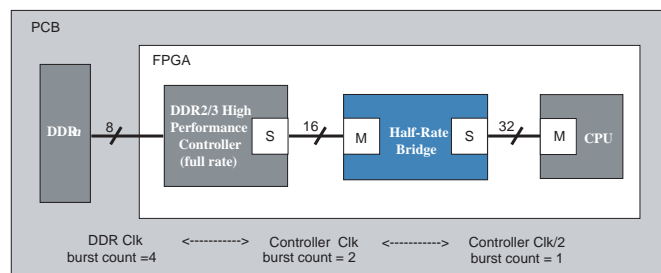 PCB
FPGA
DDRn
8
DDR2/3 High
Performance
Controller
(full rate)
S
16
M
Half-Rate
Bridge
S
32
M
CPU
DDR Clk
burst count =4
<----------->
Controller Clk
burst count = 2
<----------->
Controller Clk/2
burst count = 1